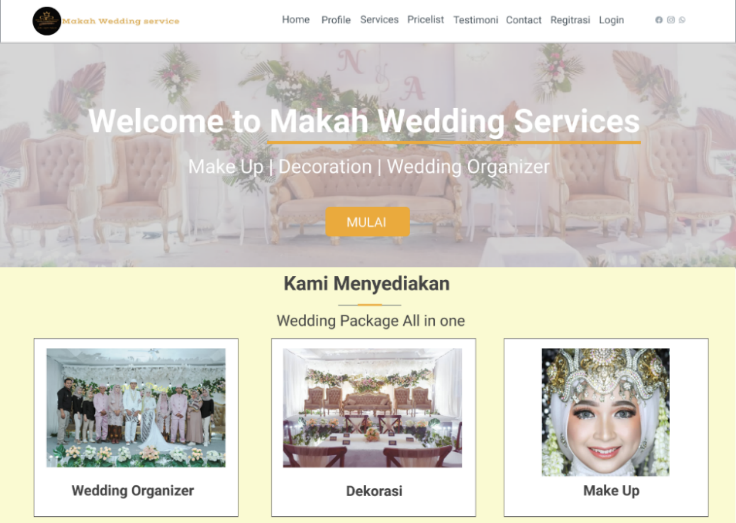 Makah Wedding service
Home Profile Services Pricelist Testimoni Contact Regitrasi Login
N
A
Welcome to Makah Wedding Services
Make Up | Decoration | Wedding Organizer
MULAI
Kami Menyediakan
Wedding Package All in one
Wedding Organizer Dekorasi Make Up